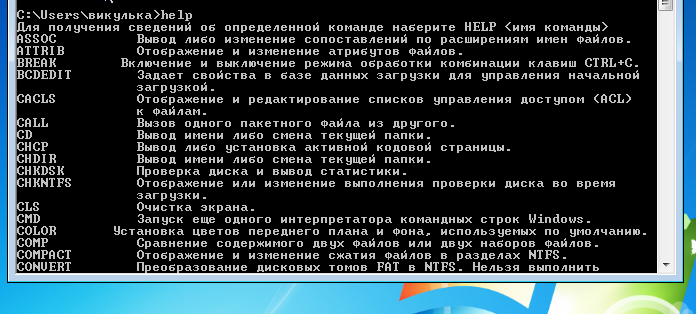 C:\Users\викулька>help
Для получения сведений об определенной команде наберите HELP <имя команды>
ASSOC Вывод либо изменение сопоставлений по расширениям имен файлов.
ATTRIB Отображение и изменение атрибутов файлов.
BREAK Включение и выключение режима обработки комбинации клавиш CTRL+C.
BCDEDIT Задает свойства в базе данных загрузки для управления начальной
загрузкой.
CACLS Отображение и редактирование списков управления доступом (ACL)
к файлам.
CALL Вызов одного пакетного файла из другого.
CD Вывод имени либо смена текущей папки.
CHCP Вывод либо установка активной кодовой страницы.
CHDIR Вывод имени либо смена текущей папки.
CHKDSK Проверка диска и вывод статистики.
CHKNTFS Отображение или изменение выполнения проверки диска во время
загрузки.
CLS Очистка экрана.
CMD Запуск еще одного интерпретатора командных строк Windows.
COLOR Установка цветов переднего плана и фона, используемых по умолчанию.
COMP Сравнение содержимого двух файлов или двух наборов файлов.
COMPACT Отображение и изменение сжатия файлов в разделах NTFS.
CONVERT Преобразование дисковых томов FAT в NTFS. Нельзя выполнить